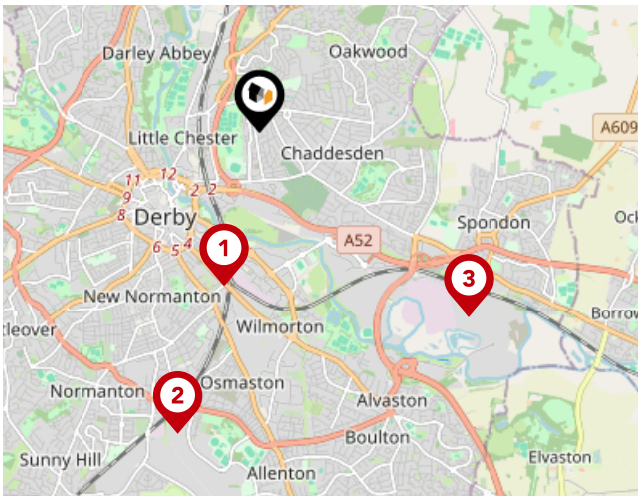 Darley Abbey
Oakwood
A609
Little Chester
Chaddesden
11
12
2
2
9
8
Derby
Spondon
Ock
6
5
4
A52
1
3
New Normanton
Borrow
Wilmorton
tleover
Normanton
2
Osmaston
Alvaston
Boulton
Sunny Hill
Elvaston
Allenton